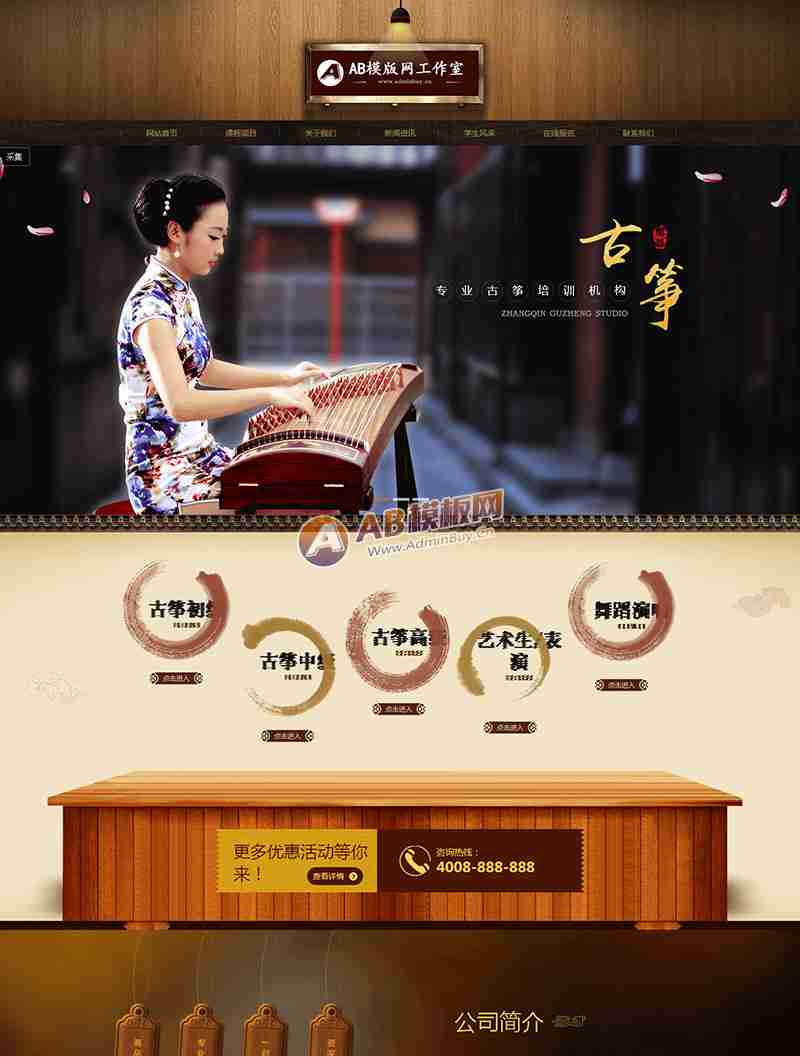 AB模版网工作室
www.adminbuy.cn
网站首页 课程项目 关于我们 新闻资讯 学生风采 在线报名 联系我们
采集
古筝
专业古筝培训机构
ZHANGQIN GUZHENG STUDIO
AB模板网
www.AdminBuy.cn
古筝初级
点击进入
古筝中级
点击进入
古筝高级
点击进入
艺术生/表
演
点击进入
舞蹈演
点击进入
更多优惠活动等你
来！
查看详情
咨询热线：
4008-888-888
公司简介